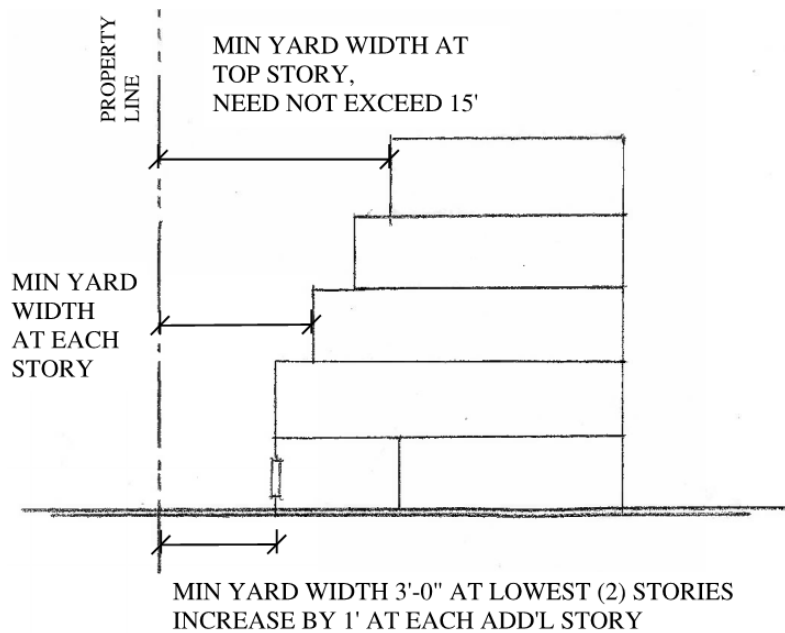 PROPERTY
LINE
MIN YARD WIDTH AT
TOP STORY,
NEED NOT EXCEED 15'
MIN YARD
WIDTH
AT EACH
STORY
MIN YARD WIDTH 3'-0" AT LOWEST (2) STORIES
INCREASE BY 1' AT EACH ADD'L STORY